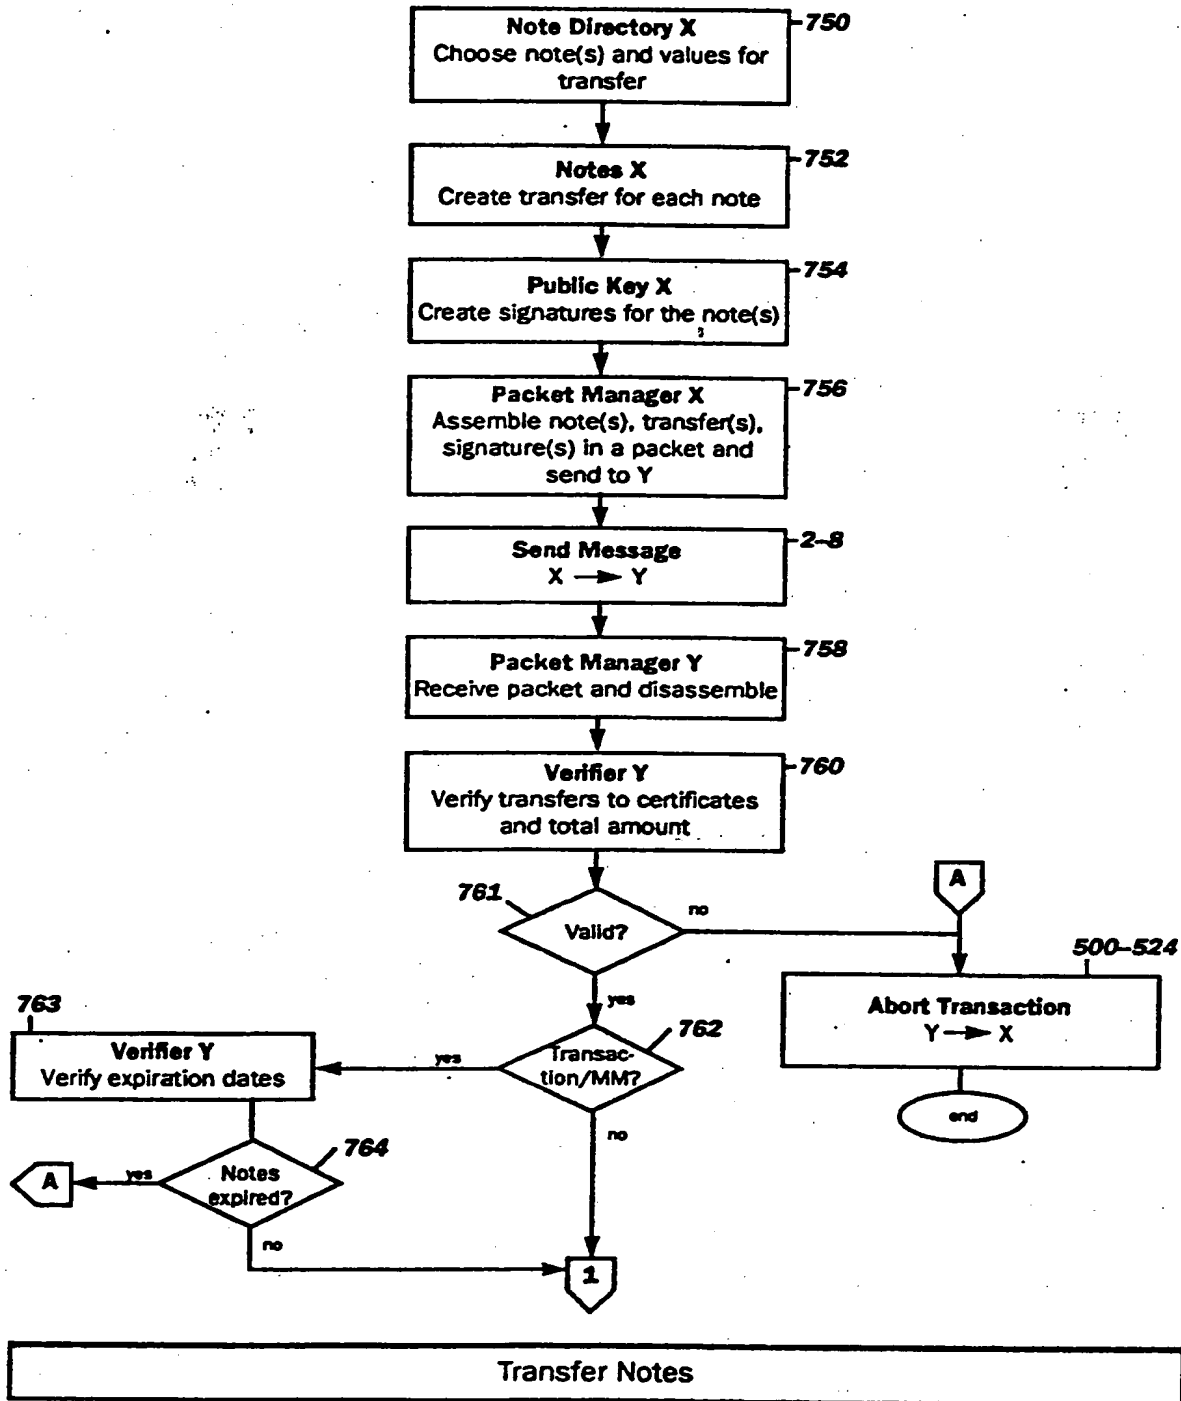 Note Directory X
Choose note(s) and values for
transfer
750
Notes X
Create transfer for each note
752
Public Key X
Create signatures for the note(s)
754
Packet Manager X
Assemble note(s), transfer(s),
signature(s) in a packet and
send to Y
756
Send Message
X → Y
2-8
Packet Manager Y
Receive packet and disassemble
758
Verifier Y
Verify transfers to certificates
and total amount
760
761
Valid?
no
A
500-524
Abort Transaction
Y → X
end
yes
762
Transac-
tion/MM?
yes
763
Verifier Y
Verify expiration dates
no
764
Notes
expired?
yes
A
no
1
Transfer Notes